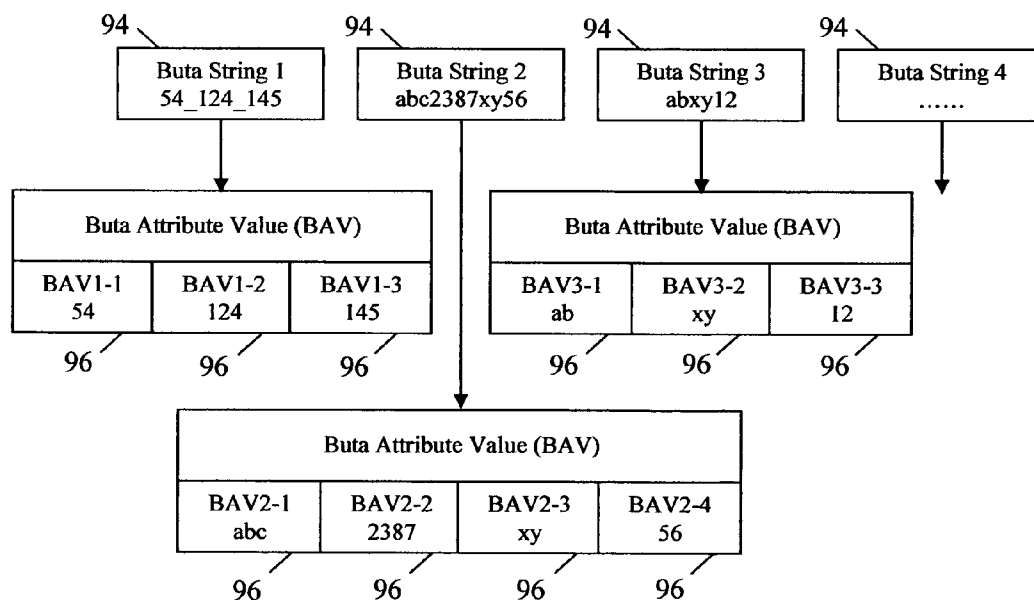 94
94
94
94
Buta String 1
54_124_145
Buta String 2
abc2387xy56
Buta String 3
abxy12
Buta String 4
......
Buta Attribute Value (BAV)
BAV1-1
54
BAV1-2
124
BAV1-3
145
96
96
96
Buta Attribute Value (BAV)
BAV3-1
ab
BAV3-2
xy
BAV3-3
12
96
96
96
Buta Attribute Value (BAV)
BAV2-1
abc
BAV2-2
2387
BAV2-3
xy
BAV2-4
56
96
96
96
96